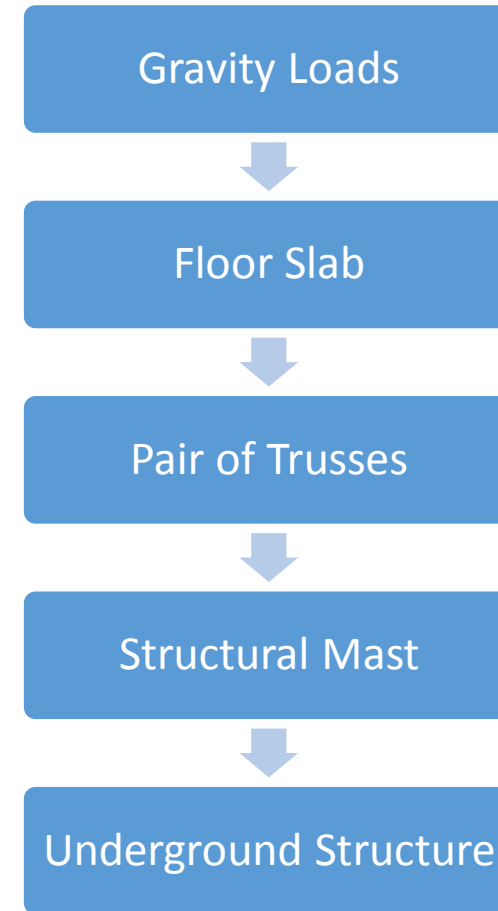 Gravity Loads
Floor Slab
Pair of Trusses
Structural Mast
Underground Structure